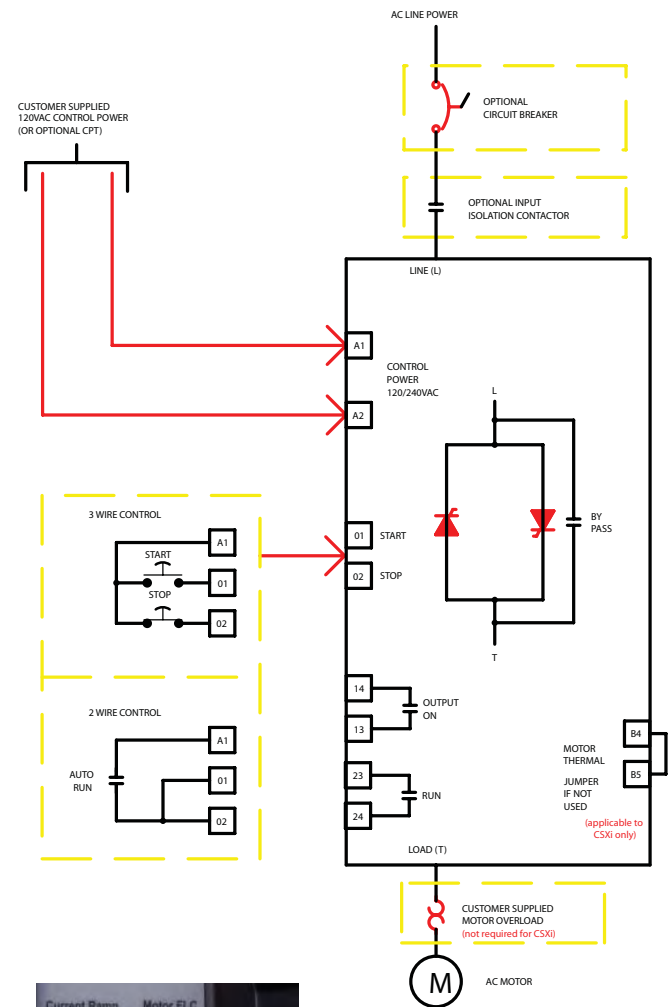 AC LINE POWER
OPTIONAL
CIRCUIT BREAKER
CUSTOMER SUPPLIED
120VAC CONTROL POWER
(OR OPTIONAL CPT)
OPTIONAL INPUT
ISOLATION CONTACTOR
LINE (L)
A1
CONTROL
POWER
120/240VAC
A2
L
BY
PASS
T
01
START
02
STOP
3 WIRE CONTROL
A1
START
01
STOP
02
2 WIRE CONTROL
A1
AUTO
RUN
01
02
14
OUTPUT
ON
13
23
RUN
24
B4
MOTOR
THERMAL
B5
JUMPER
IF NOT
USED
(applicable to
CSXi only)
LOAD (T)
CUSTOMER SUPPLIED
MOTOR OVERLOAD
(not required for CSXi)
M
AC MOTOR
Current Ramp
Motor FLC